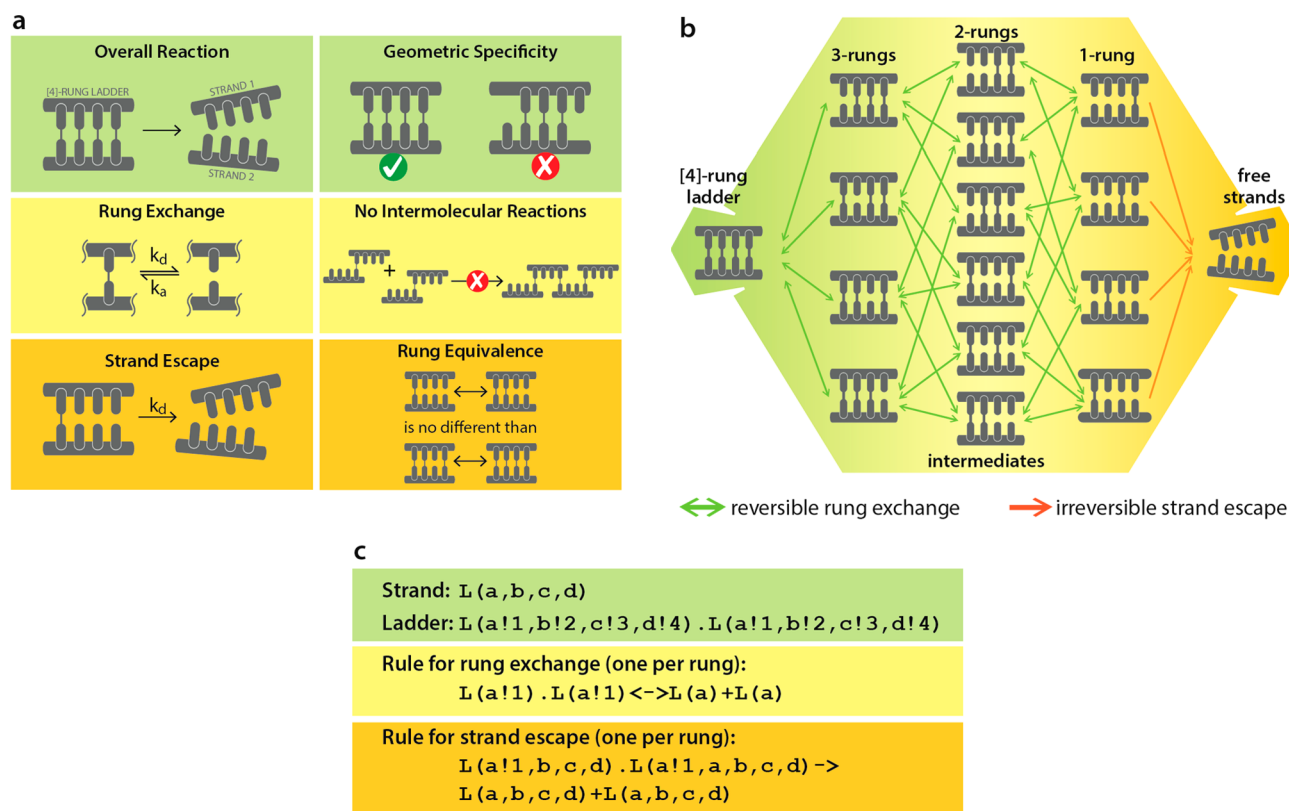 a
Overall Reaction
[4]-RUNG LADDER
STRAND 1
STRAND 2
Geometric Specificity
Rung Exchange
kd
ka
No Intermolecular Reactions
+
Strand Escape
kd
Rung Equivalence
is no different than
b
3-rungs
2-rungs
1-rung
[4]-rung
ladder
free
strands
intermediates
reversible rung exchange
irreversible strand escape
c
Strand: L(a,b,c,d)
Ladder: L(a!1,b!2,c!3,d!4).L(a!1,b!2,c!3,d!4)
Rule for rung exchange (one per rung):
L(a!1).L(a!1)<->L(a)+L(a)
Rule for strand escape (one per rung):
L(a!1,b,c,d).L(a!1,a,b,c,d)->
L(a,b,c,d)+L(a,b,c,d)